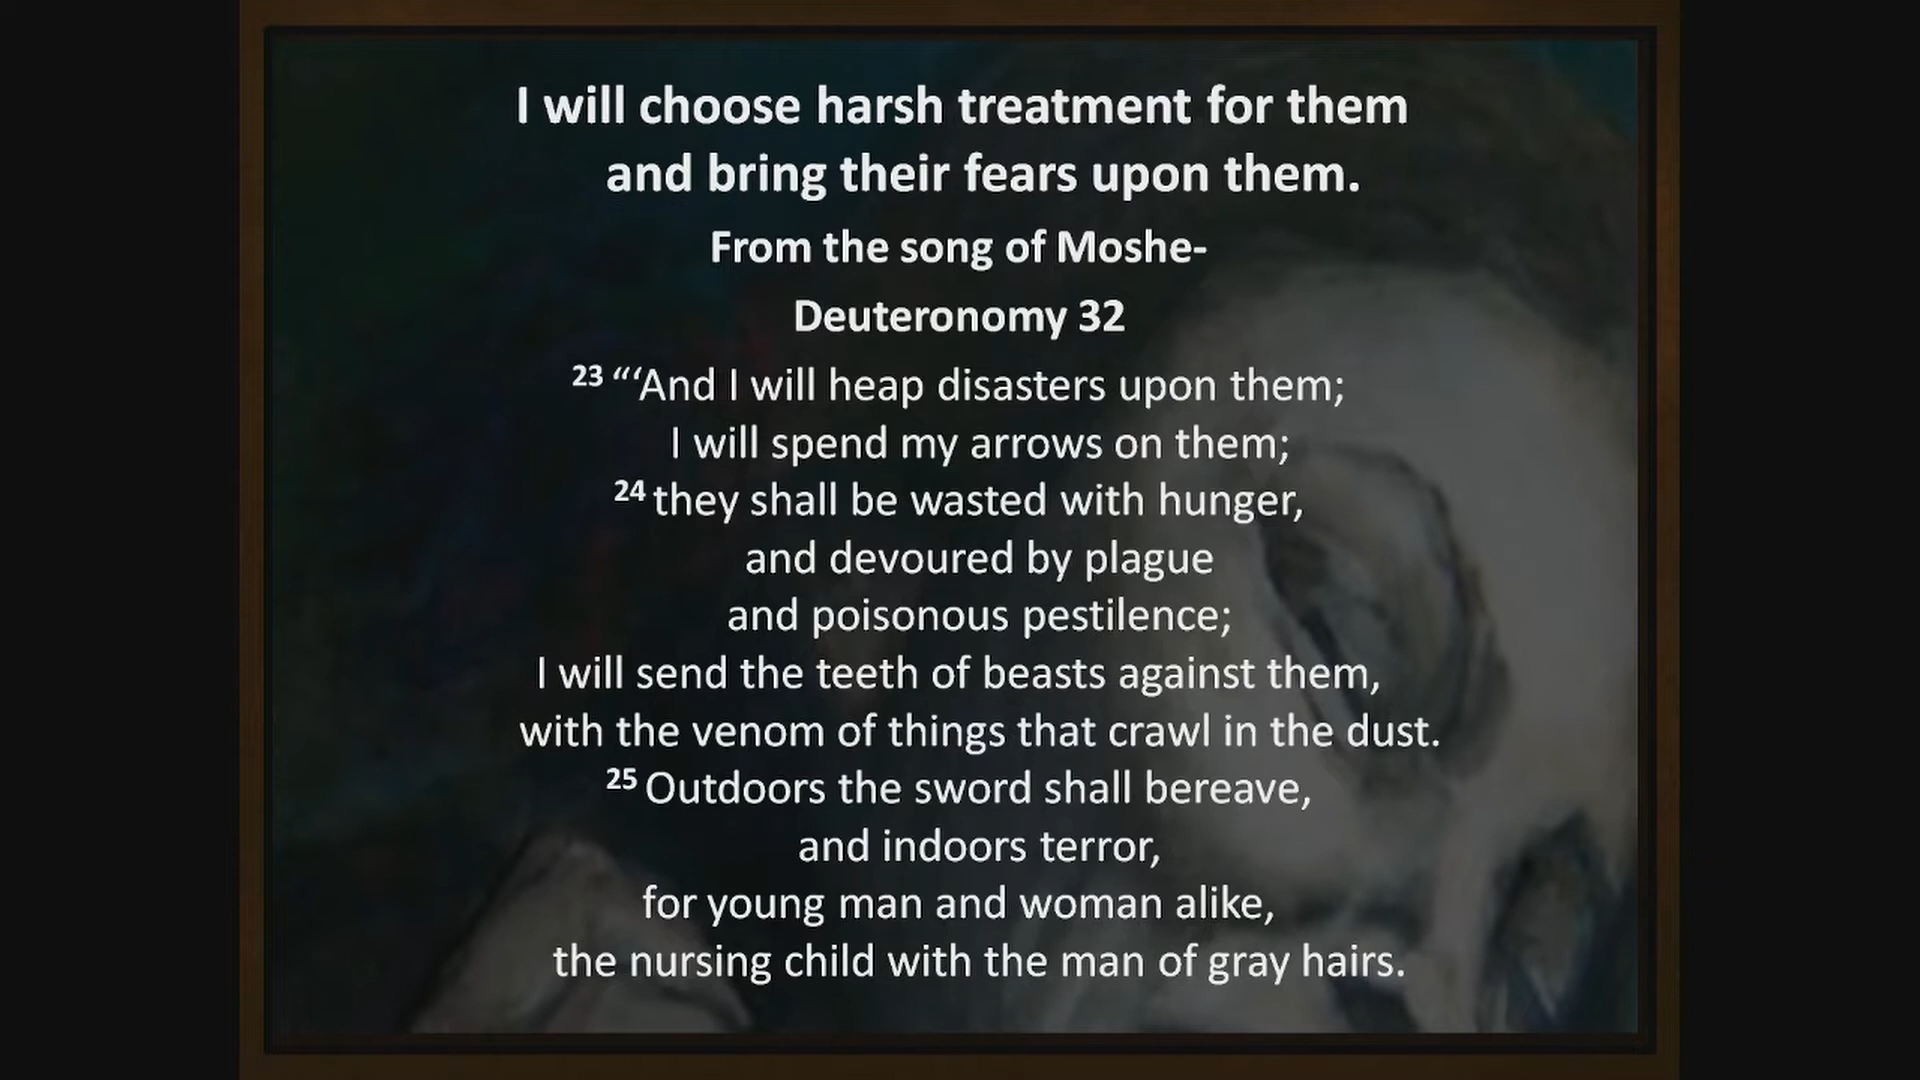 I will choose harsh treatment for them
and bring their fears upon them.
From the song of Moshe-
Deuteronomy 32
23 “‘And I will heap disasters upon them;
I will spend my arrows on them;
24 they shall be wasted with hunger,
and devoured by plague
and poisonous pestilence;
I will send the teeth of beasts against them,
with the venom of things that crawl in the dust.
25 Outdoors the sword shall bereave,
and indoors terror,
for young man and woman alike,
the nursing child with the man of gray hairs.